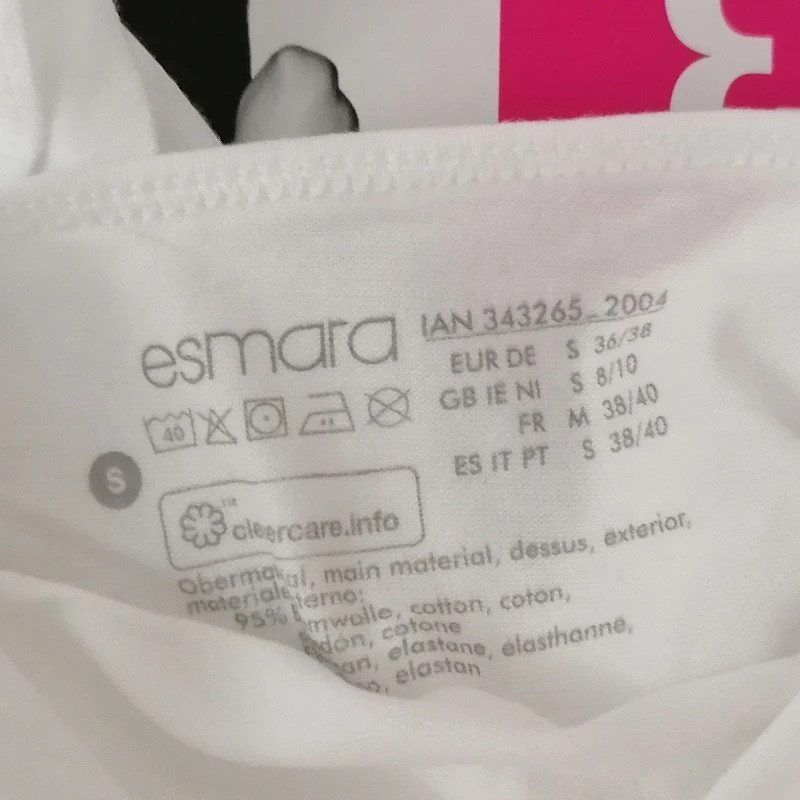 esmara
IAN 343265_2004
EUR DE S 36/38
GB IE NI S 8/10
FR M 38/40
ES IT PT S 38/40
40
S
cleercare.info
main material, dessus, exterior,
95%
cotton, coton,
cotone
elastane, élasthanne,
elastan